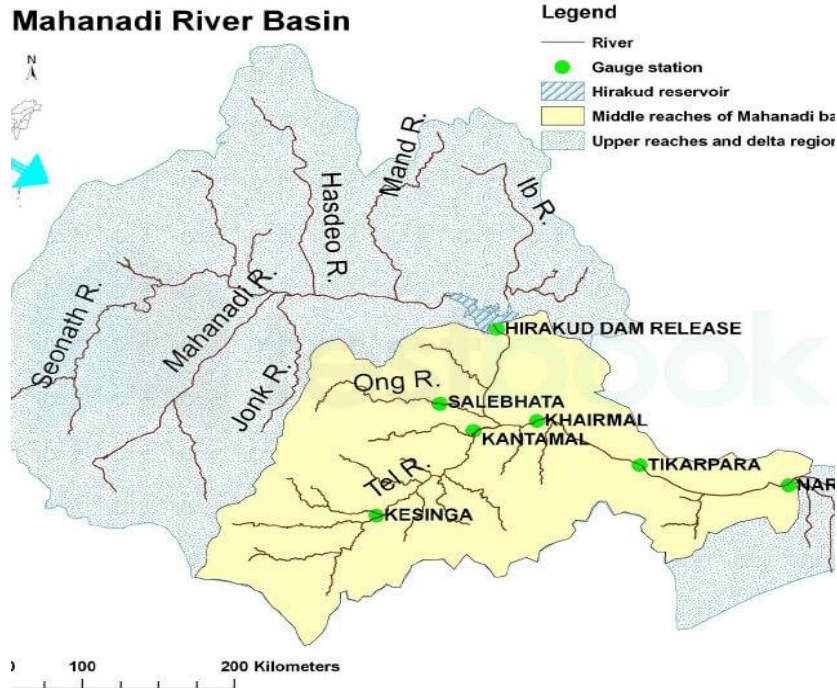 Mahanadi River Basin
Legend
River
Gauge station
Hirakud reservoir
Middle reaches of Mahanadi ba
Upper reaches and delta region
N
Mand R.
Ib R.
Hasdeo R.
Mahanadi R.
Seonath R.
HIRAKUD DAM RELEASE
Jonk R.
Ong R.
SALEBHATA
KHAIRMAL
KANTAMAL
Tel R.
TIKARPARA
NAR
KESINGA
100 200 Kilometers